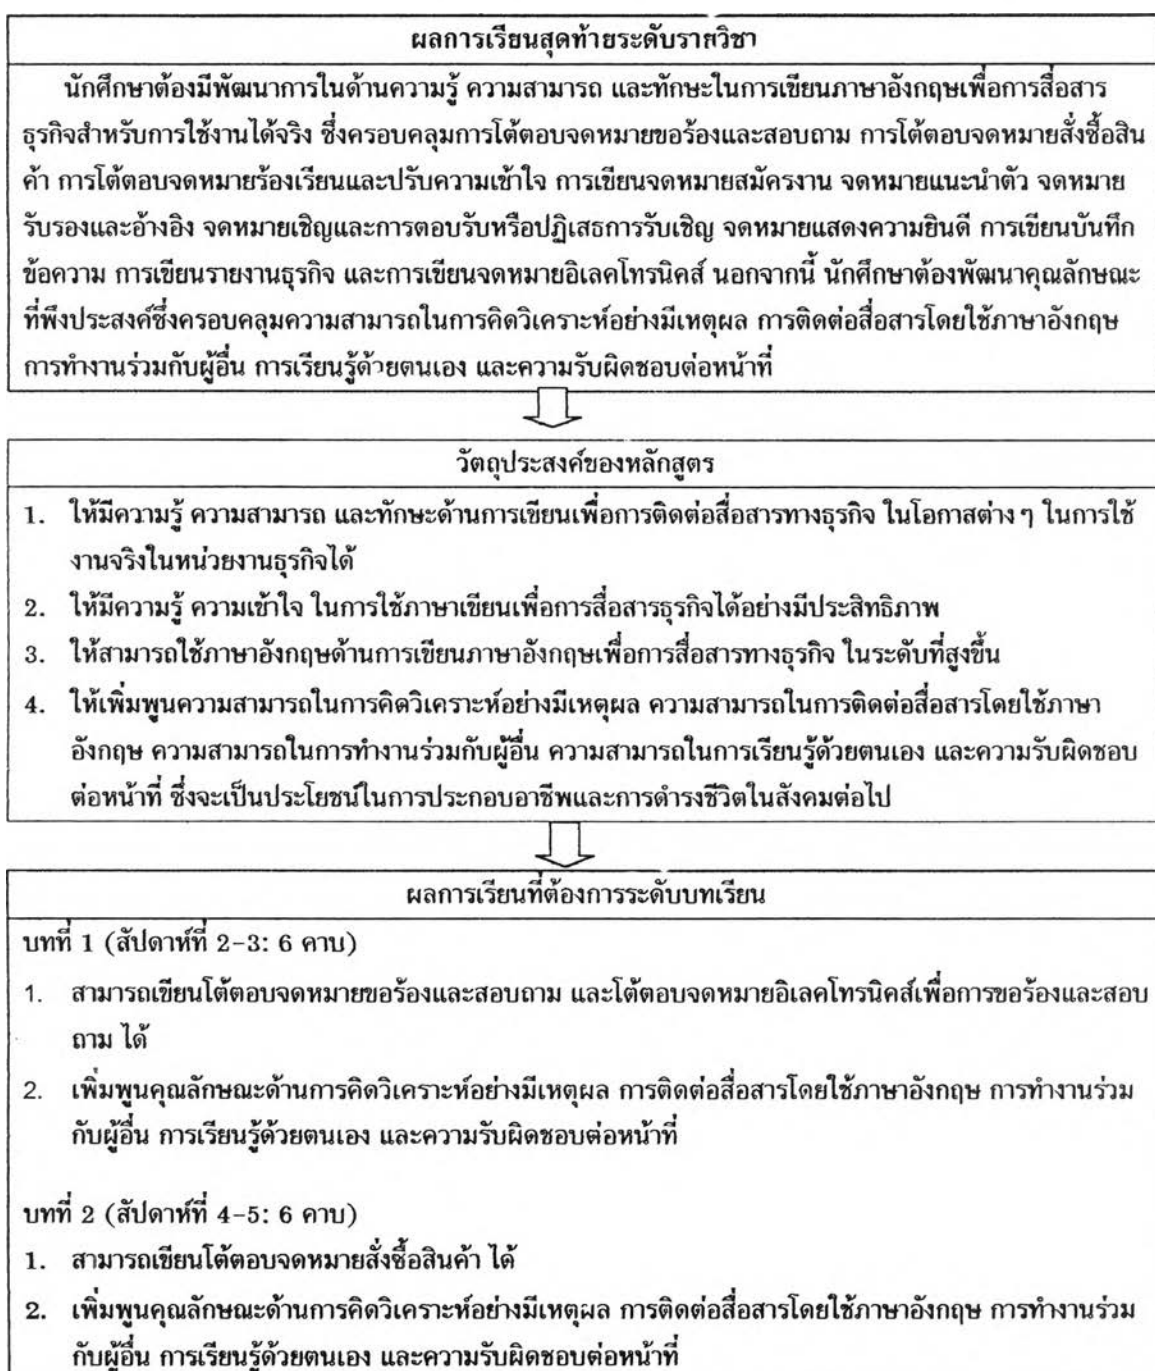 ผลการเรียนสุดท้ายระดับรายวิชา
นักศึกษาต้องมีพัฒนาการในด้านความรู้ ความสามารถ และทักษะในการเขียนภาษาอังกฤษเพื่อการสื่อสาร
ธุรกิจสำหรับการใช้งานได้จริง ซึ่งครอบคลุมการโต้ตอบจดหมายขอร้องและสอบถาม การโต้ตอบจดหมายสั่งซื้อสิน
ค้า การโต้ตอบจดหมายร้องเรียนและปรับความเข้าใจ การเขียนจดหมายสมัครงาน จดหมายแนะนำตัว จดหมาย
รับรองและอ้างอิง จดหมายเชิญและการตอบรับหรือปฏิเสธการรับเชิญ จดหมายแสดงความยินดี การเขียนบันทึก
ข้อความ การเขียนรายงานธุรกิจ และการเขียนจดหมายอิเลคโทรนิคส์ นอกจากนี้ นักศึกษาต้องพัฒนาคุณลักษณะ
ที่พึงประสงค์ซึ่งครอบคลุมความสามารถในการคิดวิเคราะห์อย่างมีเหตุผล การติดต่อสื่อสารโดยใช้ภาษาอังกฤษ
การทำงานร่วมกับผู้อื่น การเรียนรู้ด้วยตนเอง และความรับผิดชอบต่อหน้าที่
วัตถุประสงค์ของหลักสูตร
1. ให้มีความรู้ ความสามารถ และทักษะด้านการเขียนเพื่อการติดต่อสื่อสารทางธุรกิจ ในโอกาสต่าง ๆ ในการใช้
งานจริงในหน่วยงานธุรกิจได้
2. ให้มีความรู้ ความเข้าใจ ในการใช้ภาษาเขียนเพื่อการสื่อสารธุรกิจได้อย่างมีประสิทธิภาพ
3. ให้สามารถใช้ภาษาอังกฤษด้านการเขียนภาษาอังกฤษเพื่อการสื่อสารทางธุรกิจ ในระดับที่สูงขึ้น
4. ให้เพิ่มพูนความสามารถในการคิดวิเคราะห์อย่างมีเหตุผล ความสามารถในการติดต่อสื่อสารโดยใช้ภาษา
อังกฤษ ความสามารถในการทำงานร่วมกับผู้อื่น ความสามารถในการเรียนรู้ด้วยตนเอง และความรับผิดชอบ
ต่อหน้าที่ ซึ่งจะเป็นประโยชน์ในการประกอบอาชีพและการดำรงชีวิตในสังคมต่อไป
ผลการเรียนที่ต้องการระดับบทเรียน
บทที่ 1 (สัปดาห์ที่ 2-3: 6 คาบ)
1. สามารถเขียนโต้ตอบจดหมายขอร้องและสอบถาม และโต้ตอบจดหมายอิเลคโทรนิคส์เพื่อการขอร้องและสอบ
ถาม ได้
2. เพิ่มพูนคุณลักษณะด้านการคิดวิเคราะห์อย่างมีเหตุผล การติดต่อสื่อสารโดยใช้ภาษาอังกฤษ การทำงานร่วม
กับผู้อื่น การเรียนรู้ด้วยตนเอง และความรับผิดชอบต่อหน้าที่
บทที่ 2 (สัปดาห์ที่ 4-5: 6 คาบ)
1. สามารถเขียนโต้ตอบจดหมายสั่งซื้อสินค้า ได้
2. เพิ่มพูนคุณลักษณะด้านการคิดวิเคราะห์อย่างมีเหตุผล การติดต่อสื่อสารโดยใช้ภาษาอังกฤษ การทำงานร่วม
กับผู้อื่น การเรียนรู้ด้วยตนเอง และความรับผิดชอบต่อหน้าที่